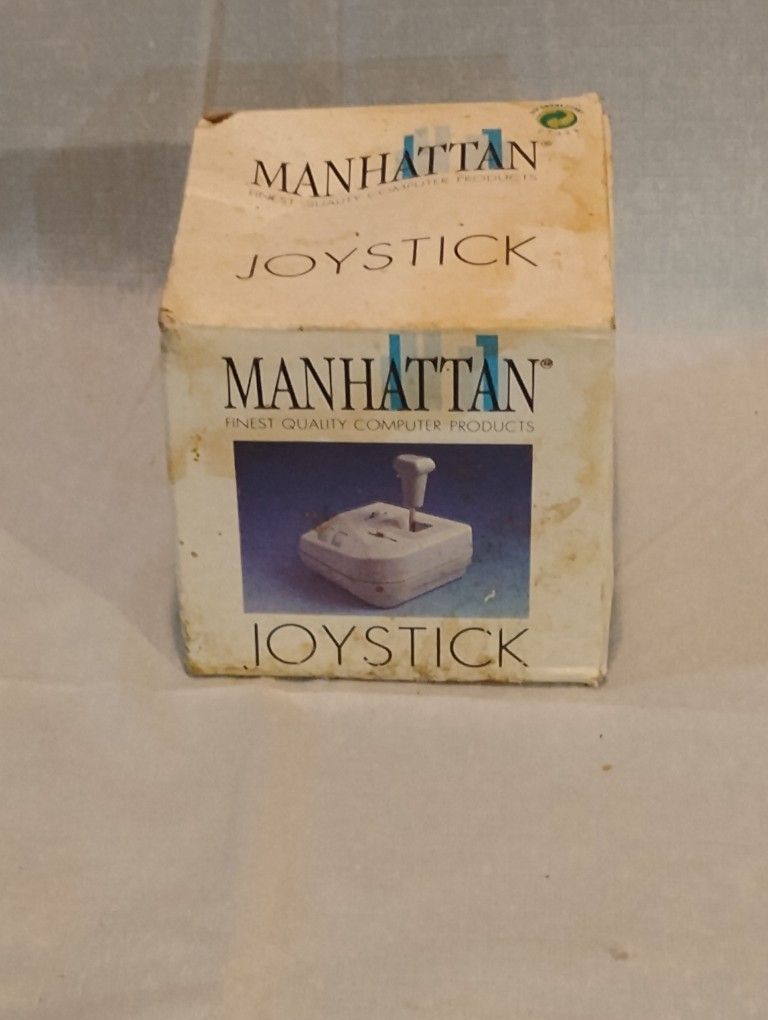 MANHATTAN
FINEST QUALITY COMPUTER PRODUCTS
JOYSTICK
MANHATTAN
FINEST QUALITY COMPUTER PRODUCTS
JOYSTICK